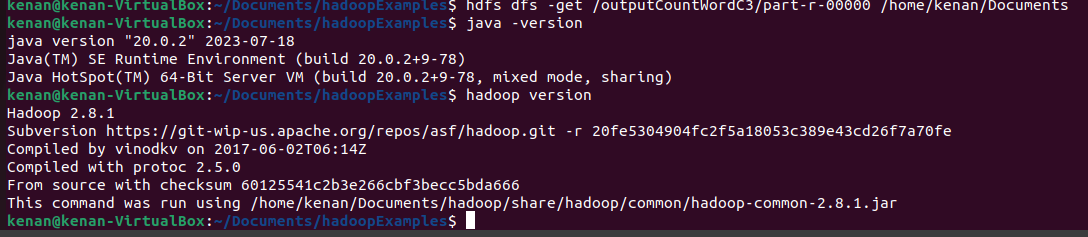 kenan@kenan-VirtualBox:~/Documents/hadoopExamples$ hdfs dfs -get /outputCountWordC3/part-r-00000 /home/kenan/Documents
kenan@kenan-VirtualBox:~/Documents/hadoopExamples$ java -version
java version "20.0.2" 2023-07-18
Java(TM) SE Runtime Environment (build 20.0.2+9-78)
Java HotSpot(TM) 64-Bit Server VM (build 20.0.2+9-78, mixed mode, sharing)
kenan@kenan-VirtualBox:~/Documents/hadoopExamples$ hadoop version
Hadoop 2.8.1
Subversion https://git-wip-us.apache.org/repos/asf/hadoop.git -r 20fe5304904fc2f5a18053c389e43cd26f7a70fe
Compiled by vinodkv on 2017-06-02T06:14Z
Compiled with protoc 2.5.0
From source with checksum 60125541c2b3e266cbf3becc5bda666
This command was run using /home/kenan/Documents/hadoop/share/hadoop/common/hadoop-common-2.8.1.jar
kenan@kenan-VirtualBox:~/Documents/hadoopExamples$